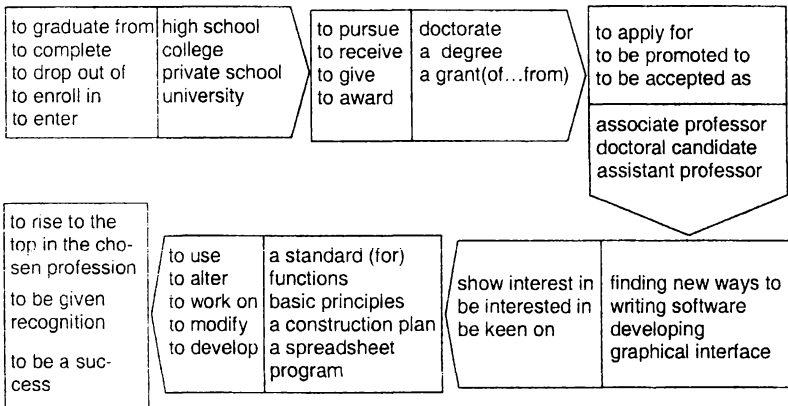 to graduate from
to complete
to drop out of
to enroll in
to enter
high school
college
private school
university
to pursue
to receive
to give
to award
doctorate
a degree
a grant(of...from)
to apply for
to be promoted to
to be accepted as
associate professor
doctoral candidate
assistant professor
show interest in
be interested in
be keen on
finding new ways to
writing software
developing
graphical interface
to use
to alter
to work on
to modify
to develop
a standard (for)
functions
basic principles
a construction plan
a spreadsheet
program
to rise to the
top in the cho-
sen profession
to be given
recognition
to be a suc-
cess